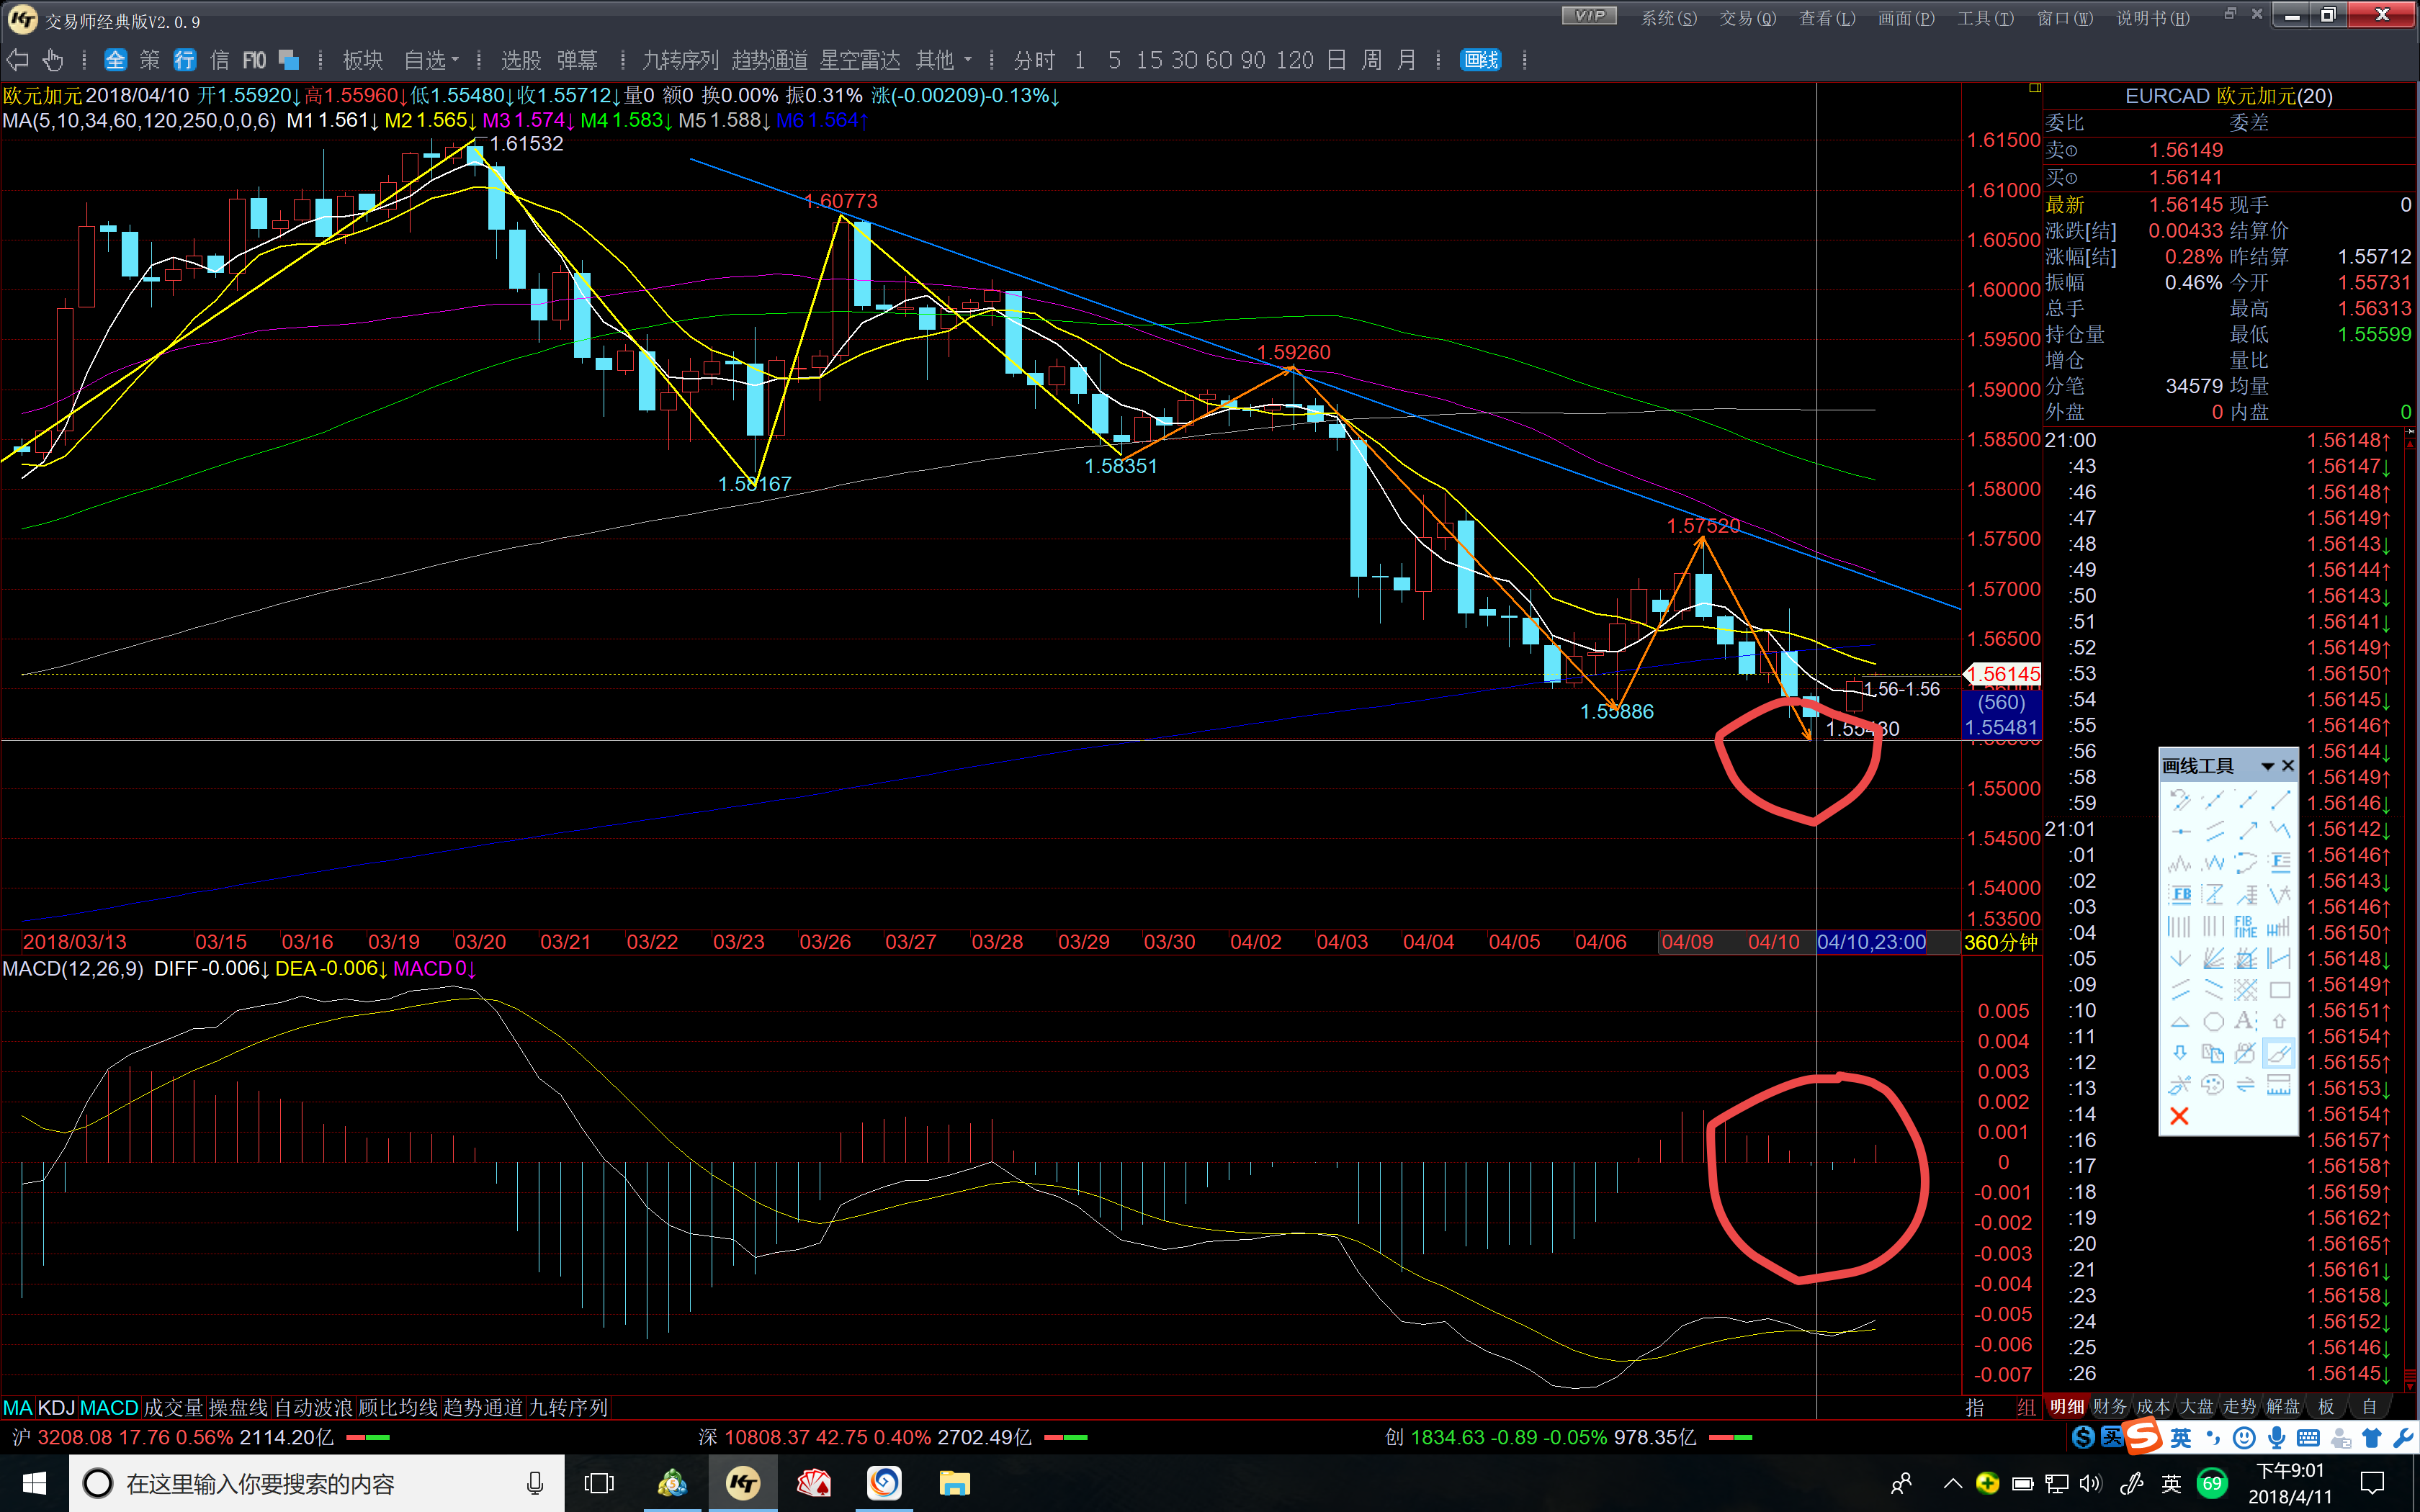 交易师经典版V2.0.9
VIP 系统(S) 交易(Q) 查看(L) 画面(P) 工具(T) 窗口(W) 说明书(H)
全 策 行 信 F10 板块 自选 选股 弹幕 九转序列 趋势通道 星空雷达 其他 分时 1 5 15 30 60 90 120 日 周 月 画线
欧元加元 2018/04/10 开1.55920↓高1.55960↓低1.55480↓收1.55712↓量0 额0 换0.00% 振0.31% 涨(-0.00209)-0.13%↓
MA(5,10,34,60,120,250,0,0,6) M1 1.561↓ M2 1.565↓ M3 1.574↓ M4 1.583↓ M5 1.588↓ M6 1.564↑
1.61532
1.60773
1.59260
1.58167
1.58351
1.57520
1.55886
1.56-1.56
1.61500
1.61000
1.60500
1.60000
1.59500
1.59000
1.58500
1.58000
1.57500
1.57000
1.56500
1.56145
(560)
1.55481
1.55000
1.54500
1.54000
1.53500
2018/03/13 03/15 03/16 03/19 03/20 03/21 03/22 03/23 03/26 03/27 03/28 03/29 03/30 04/02 04/03 04/04 04/05 04/06 04/09 04/10 04/10,23:00 360分钟
MACD(12,26,9) DIFF-0.006↓ DEA-0.006↓ MACD 0↓
0.005
0.004
0.003
0.002
0.001
0
-0.001
-0.002
-0.003
-0.004
-0.005
-0.006
-0.007
MA KDJ MACD 成交量 操盘线 自动波浪 顾比均线 趋势通道 九转序列 指 组
EURCAD 欧元加元(20)
委比 委差
卖① 1.56149
买① 1.56141
最新 1.56145 现手 0
涨跌[结] 0.00433 结算价
涨幅[结] 0.28% 昨结算 1.55712
振幅 0.46% 今开 1.55731
总手 最高 1.56313
持仓量 最低 1.55599
增仓 量比
分笔 34579 均量
外盘 0 内盘 0
21:00 1.56148↑
:43 1.56147↓
:46 1.56148↑
:47 1.56149↑
:48 1.56143↓
:49 1.56144↑
:50 1.56143↓
:51 1.56141↓
:52 1.56149↑
:53 1.56150↑
:54 1.56145↓
:55 1.56146↑
:56 1.56144↓
:58 1.56149↑
:59 1.56146↓
21:01 1.56142↓
:01 1.56146↑
:02 1.56143↓
:03 1.56146↑
:04 1.56150↑
:05 1.56148↓
:09 1.56149↑
:10 1.56151↑
:11 1.56154↑
:12 1.56155↑
:13 1.56153↓
:14 1.56154↑
:16 1.56157↑
:17 1.56158↑
:18 1.56159↑
:19 1.56162↑
:20 1.56165↑
:21 1.56161↓
:23 1.56158↓
:24 1.56152↓
:25 1.56146↓
:26 1.56145↓
画线工具
明细 财务 成本 大盘 走势 解盘 板 自
沪 3208.08 17.76 0.56% 2114.20亿 深 10808.37 42.75 0.40% 2702.49亿 创 1834.63 -0.89 -0.05% 978.35亿
英
在这里输入你要搜索的内容
英 69 下午9:01
2018/4/11